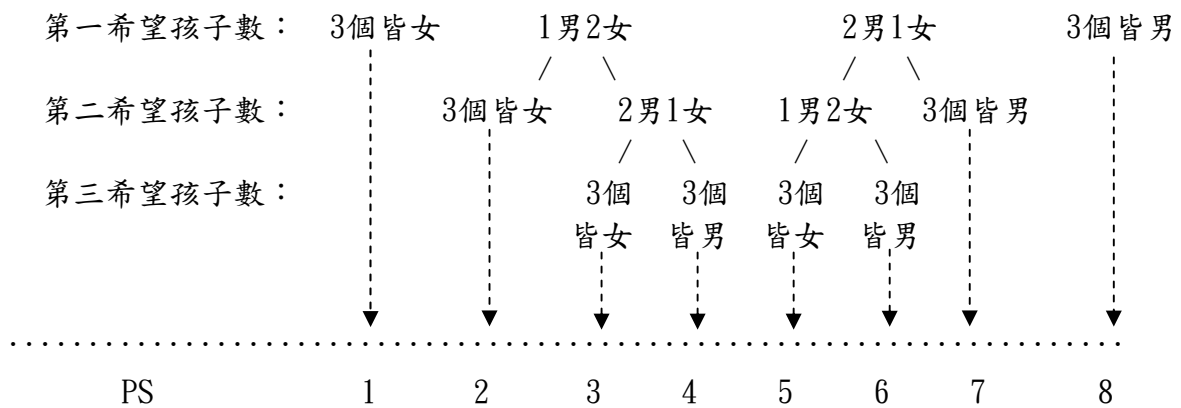 第一希望孩子數： 3個皆女 1男2女 2男1女 3個皆男
第二希望孩子數： 3個皆女 2男1女 1男2女 3個皆男
第三希望孩子數： 3個 3個 3個 3個
皆女 皆男 皆女 皆男
PS 1 2 3 4 5 6 7 8